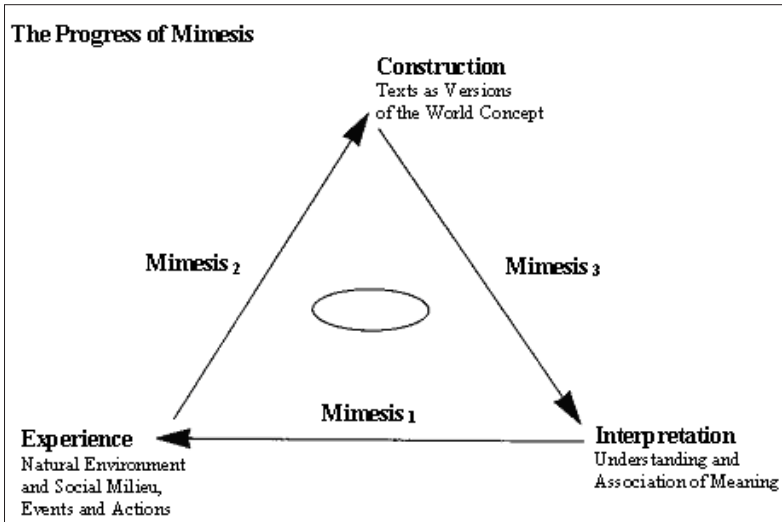 The Progress of Mimesis
Construction
Texts as Versions
of the World Concept
Mimesis 2
Mimesis 3
Mimesis 1
Experience
Natural Environment
and Social Milieu,
Events and Actions
Interpretation
Understanding and
Association of Meaning